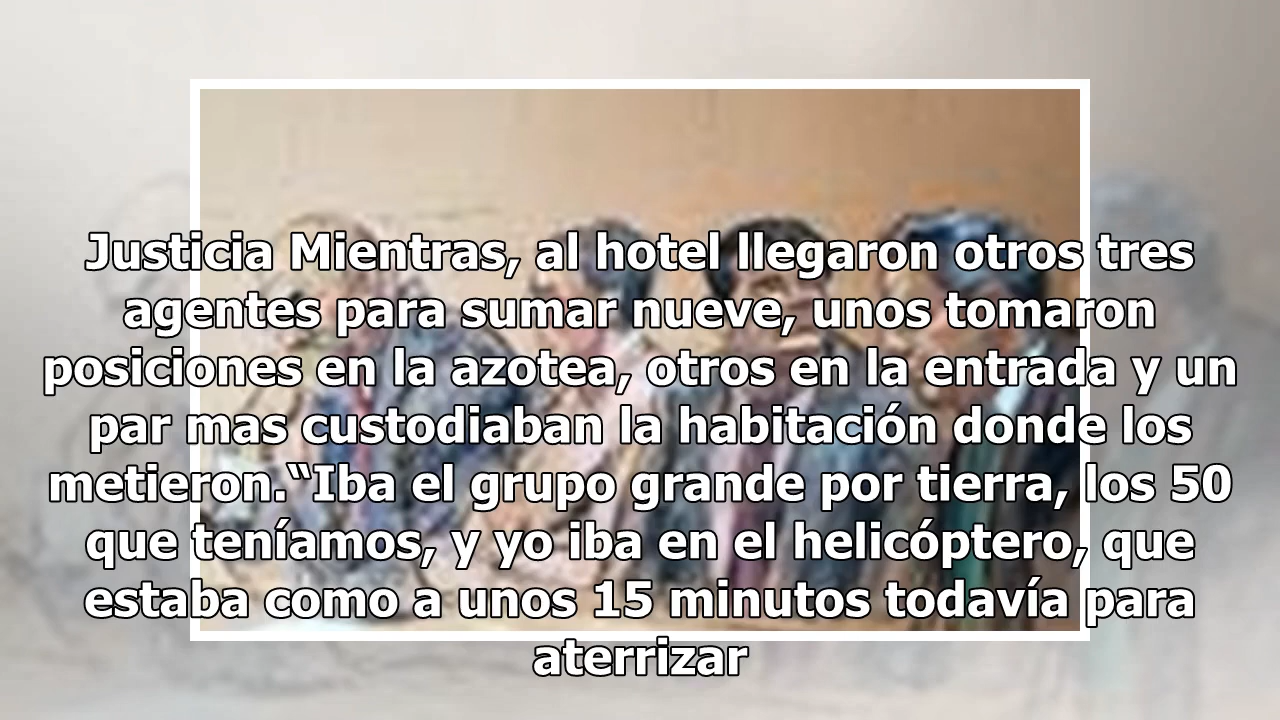 Justicia Mientras, al hotel llegaron otros tres
agentes para sumar nueve, unos tomaron
posiciones en la azotea, otros en la entrada y un
par mas custodiaban la habitación donde los
metieron.“Iba el grupo grande por tierra, los 50
que teníamos, y yo iba en el helicóptero, que
estaba como a unos 15 minutos todavía para
aterrizar